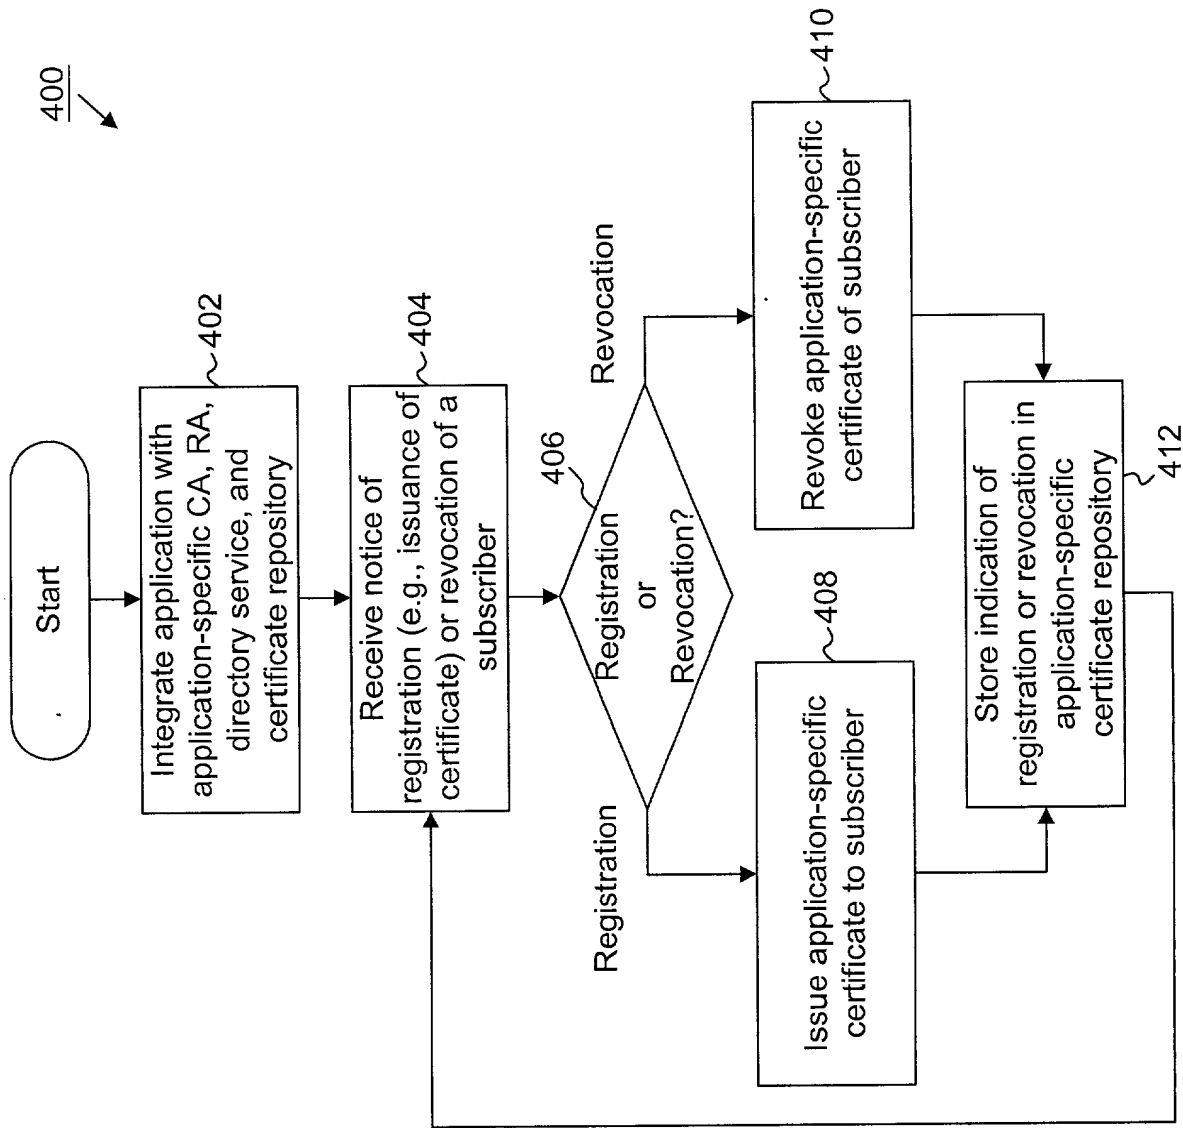 400
Start
Integrate application with
application-specific CA, RA,
directory service, and
certificate repository
402
Receive notice of
registration (e.g., issuance of
certificate) or revocation of a
subscriber
404
Registration
or
Revocation?
406
Registration
Revocation
Issue application-specific
certificate to subscriber
408
Revoke application-specific
certificate of subscriber
410
Store indication of
registration or revocation in
application-specific
certificate repository
412